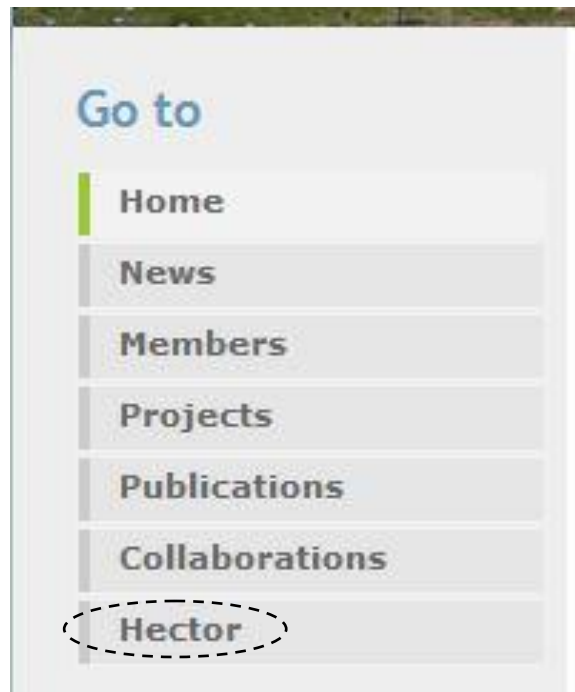 Go to
Home
News
Members
Projects
Publications
Collaborations
Hector